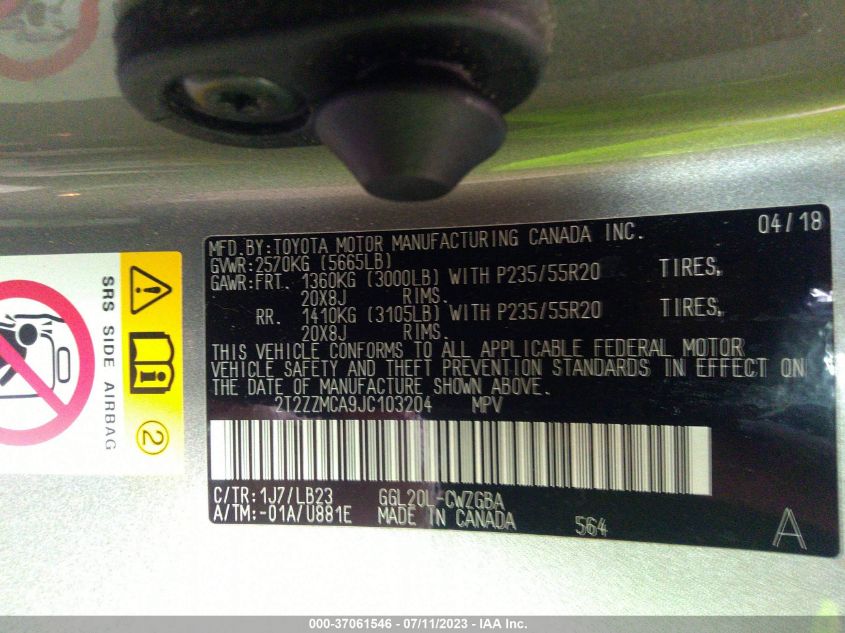 MFD.BY:TOYOTA MOTOR MANUFACTURING CANADA INC. 04/18
GVWR:2570KG (5665LB)
GAWR:FRT. 1360KG (3000LB) WITH P235/55R20 TIRES,
20X8J RIMS.
RR. 1410KG (3105LB) WITH P235/55R20 TIRES,
20X8J RIMS.
THIS VEHICLE CONFORMS TO ALL APPLICABLE FEDERAL MOTOR
VEHICLE SAFETY AND THEFT PREVENTION STANDARDS IN EFFECT ON
THE DATE OF MANUFACTURE SHOWN ABOVE.
2T2ZZMCA9JC103204 MPV
C/TR:1J7/LB23 GGL20L-CWZGBA
A/TM:-01A/U881E MADE IN CANADA 564 A
SRS SIDE AIRBAG
2
000-37061546 - 07/11/2023 - IAA Inc.